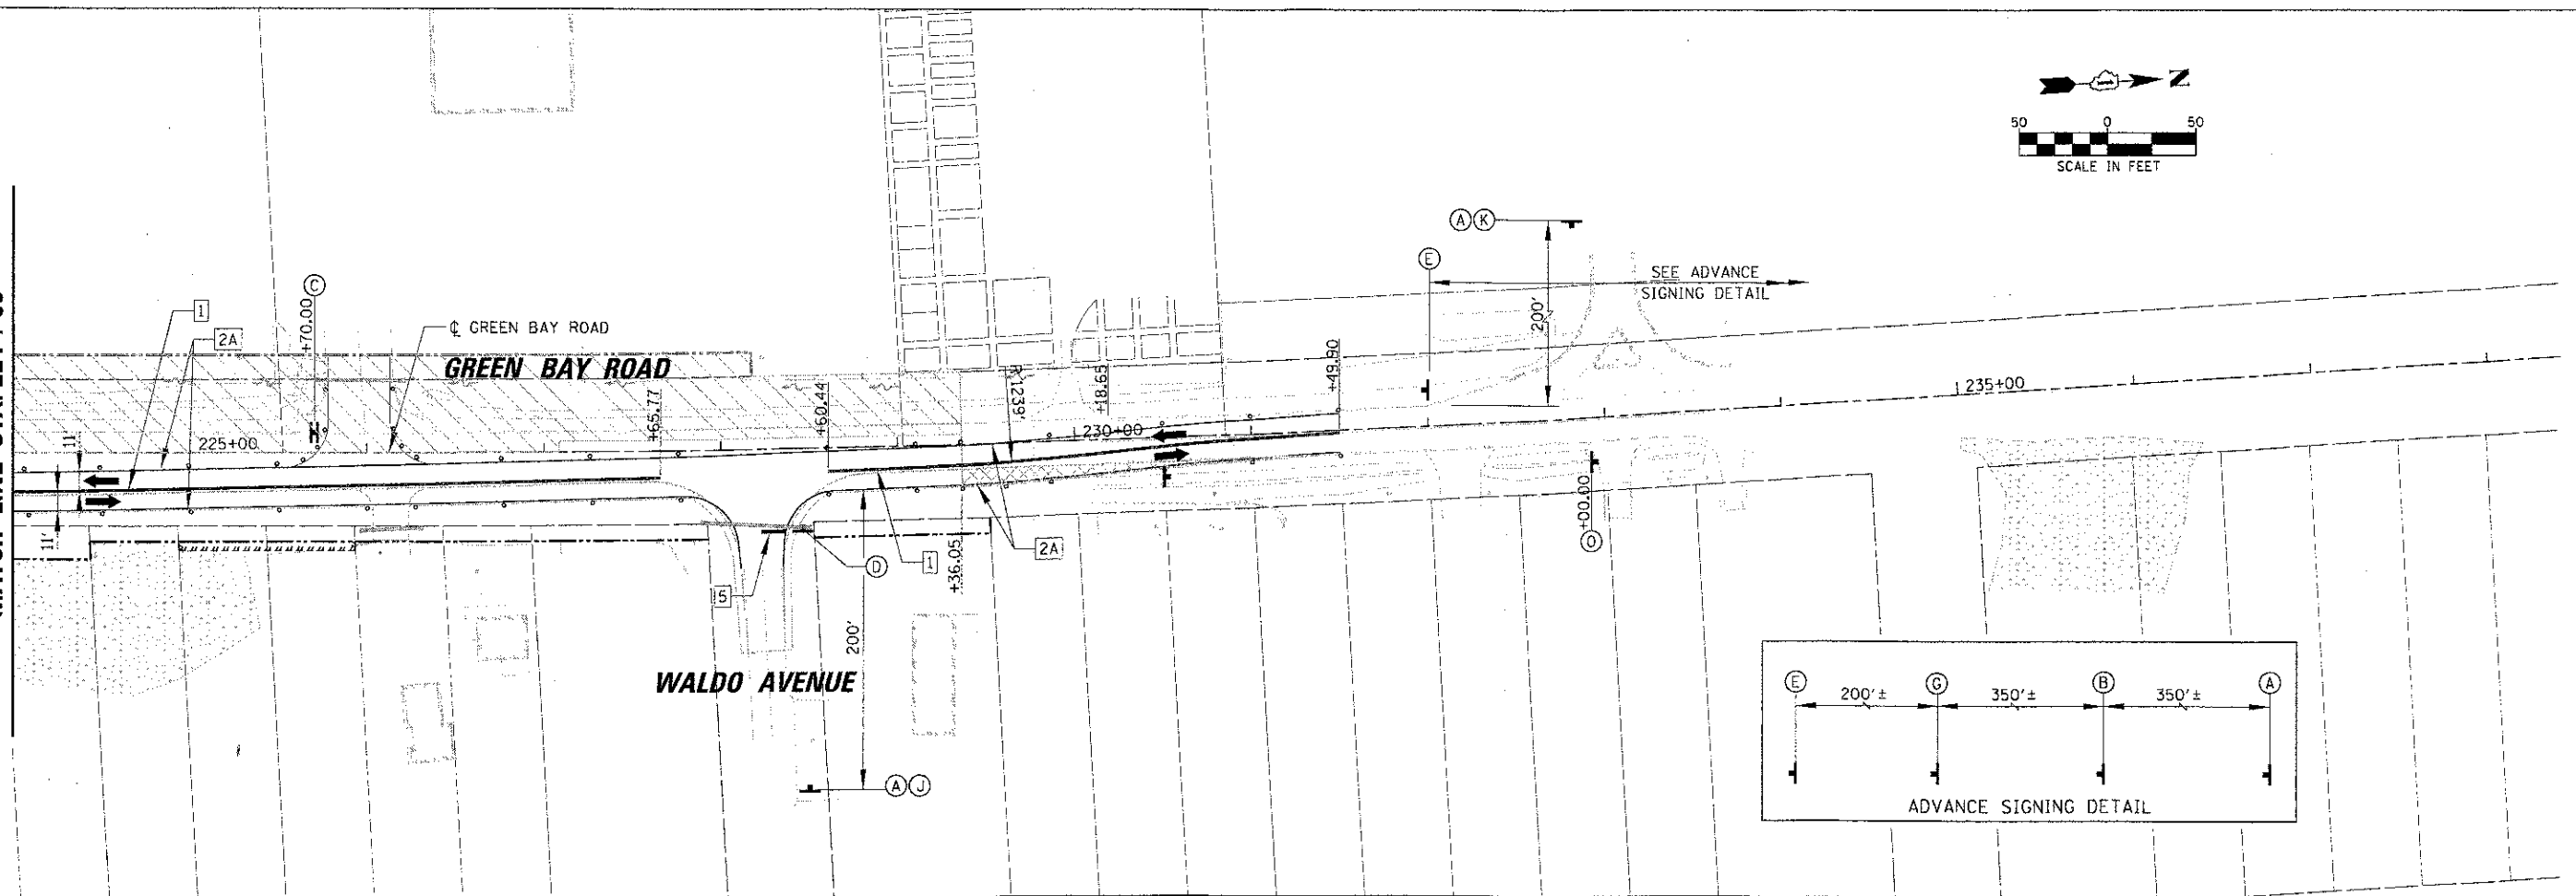 N
50 0 50
SCALE IN FEET
A K
E
SEE ADVANCE
SIGNING DETAIL
200'
C
+70.00
1
2A
℄ GREEN BAY ROAD
GREEN BAY ROAD
225+00
11'
11'
+65.77
+60.44
R 1239'
+18.65
230+00
+49.90
235+00
+00.00
O
+36.05
2A
1
D
15
200'
WALDO AVENUE
A J
E 200'± G 350'± B 350'± A
ADVANCE SIGNING DETAIL